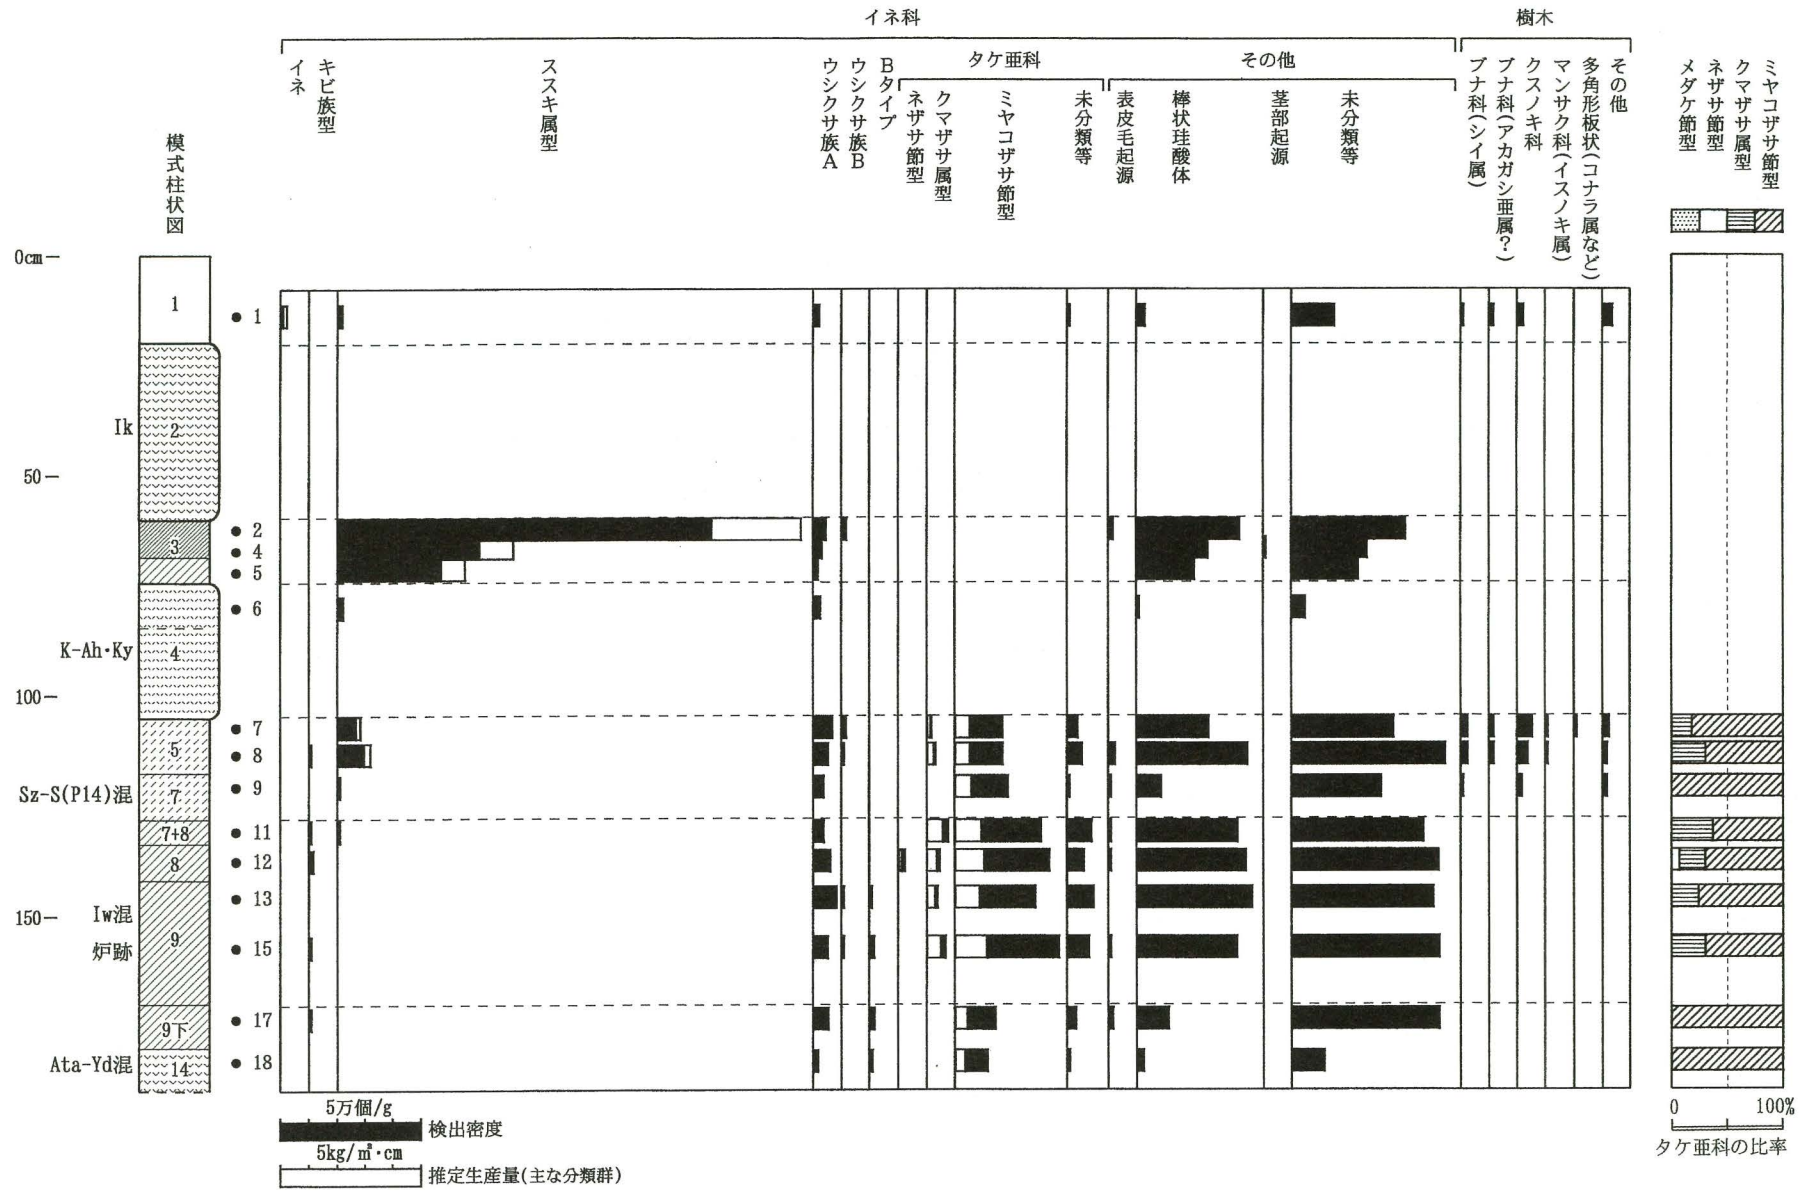 イネ科
樹木
タケ亜科
その他
イネ
キビ族型
ススキ属型
ウシクサ族A
ウシクサ族B
Bタイプ
ネザサ節型
クマザサ属型
ミヤコザサ節型
未分類等
表皮毛起源
棒状珪酸体
茎部起源
未分類等
ブナ科(シイ属)
ブナ科(アカガシ亜属?)
クスノキ科
マンサク科(イスノキ属)
多角形板状(コナラ属など)
その他
メダケ節型
ネザサ節型
クマザサ属型
ミヤコザサ節型
模式柱状図
0cm
1
1
Ik
2
50
2
3
4
5
6
K-Ah・Ky
4
100
7
5
8
Sz-S(P14)混
7
9
7+8
11
8
12
13
150
Iw混
9
炉跡
15
9下
17
Ata-Yd混
14
18
5万個/g
検出密度
5kg/㎡・cm
推定生産量(主な分類群)
0
100%
タケ亜科の比率